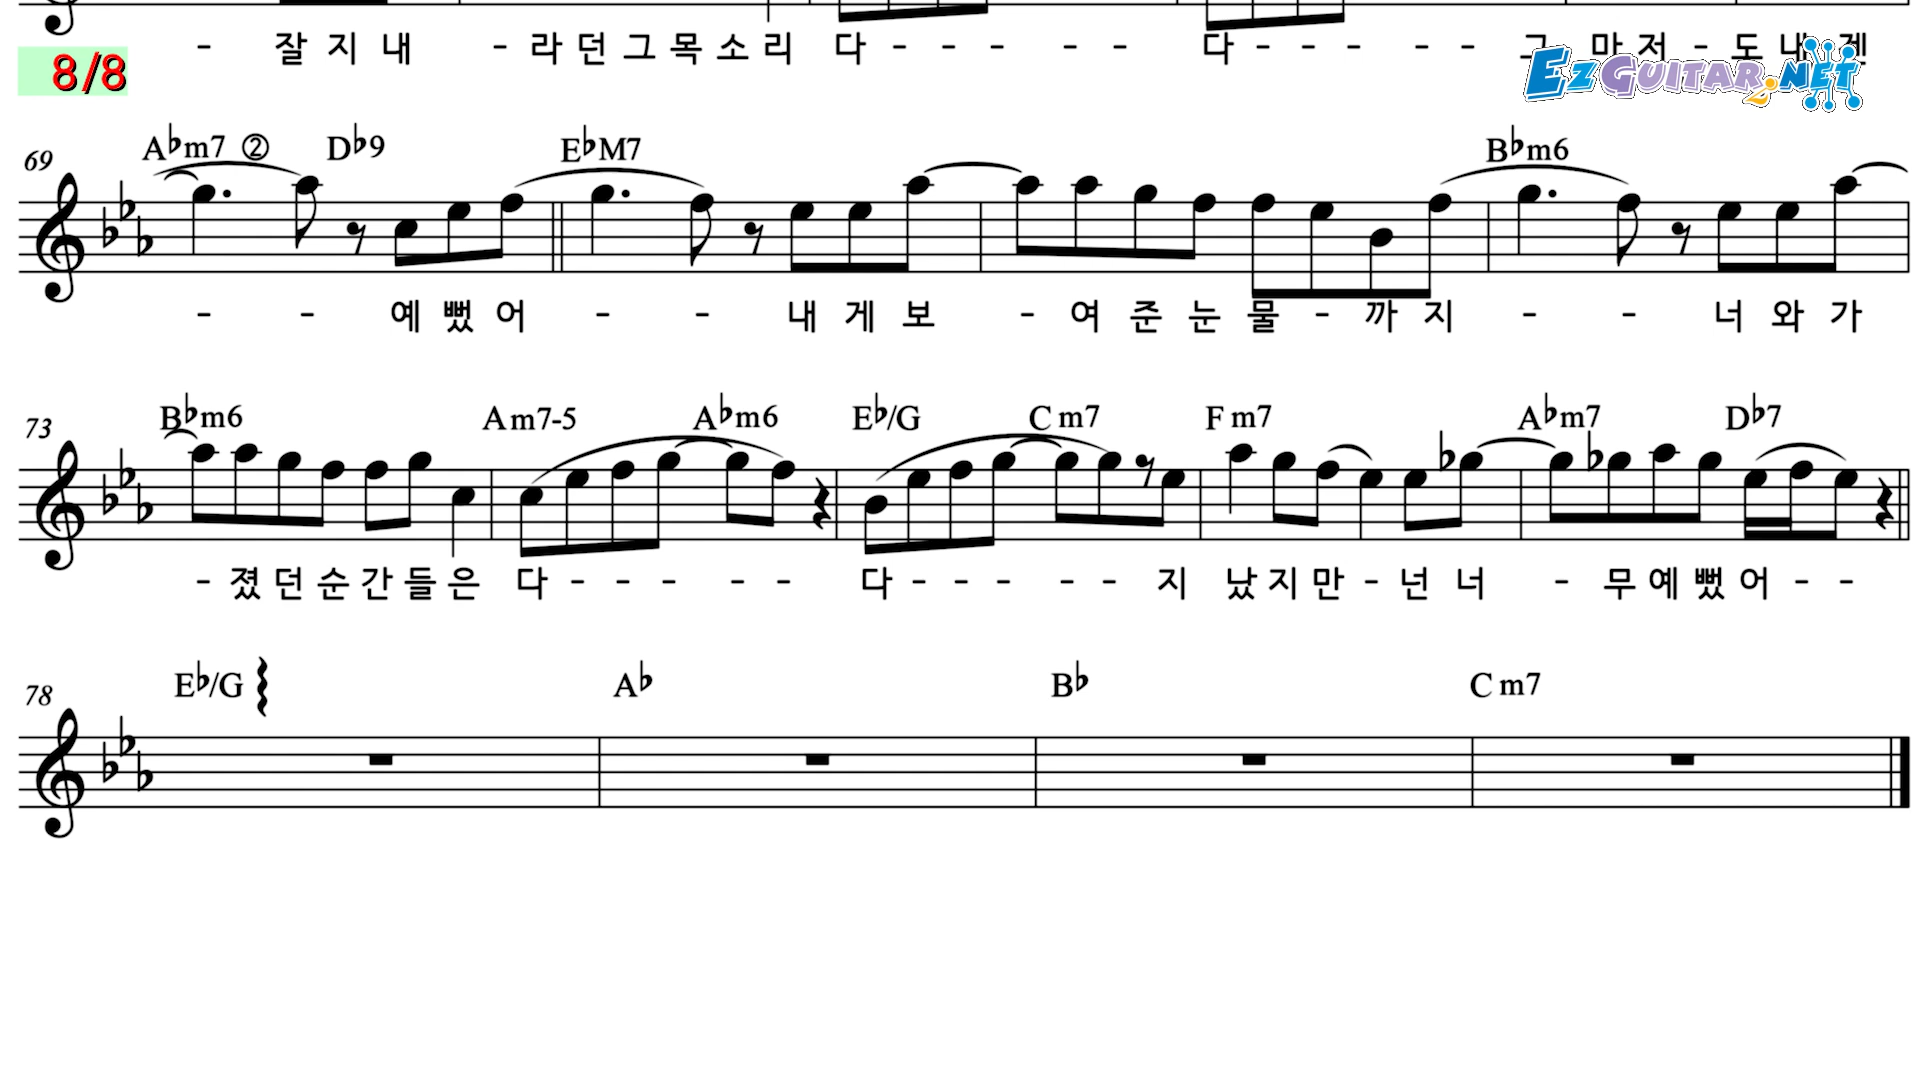 - 잘 지 내 - 라 던 그 목 소 리 다 - - - - - 다 - - - - - 그 마 저 - 도 내 겐
8/8
EZGUITAR2.NET
69 A♭m7 ② D♭9 E♭M7 B♭m6
- - 예 뻤 어 - - 내 게 보 - 여 준 눈 물 - 까 지 - - 너 와 가
73 B♭m6 Am7-5 A♭m6 E♭/G Cm7 Fm7 A♭m7 D♭7
- 졌 던 순 간 들 은 다 - - - - - 다 - - - - - 지 났 지 만 - 넌 너 - 무 예 뻤 어 - -
78 E♭/G A♭ B♭ Cm7